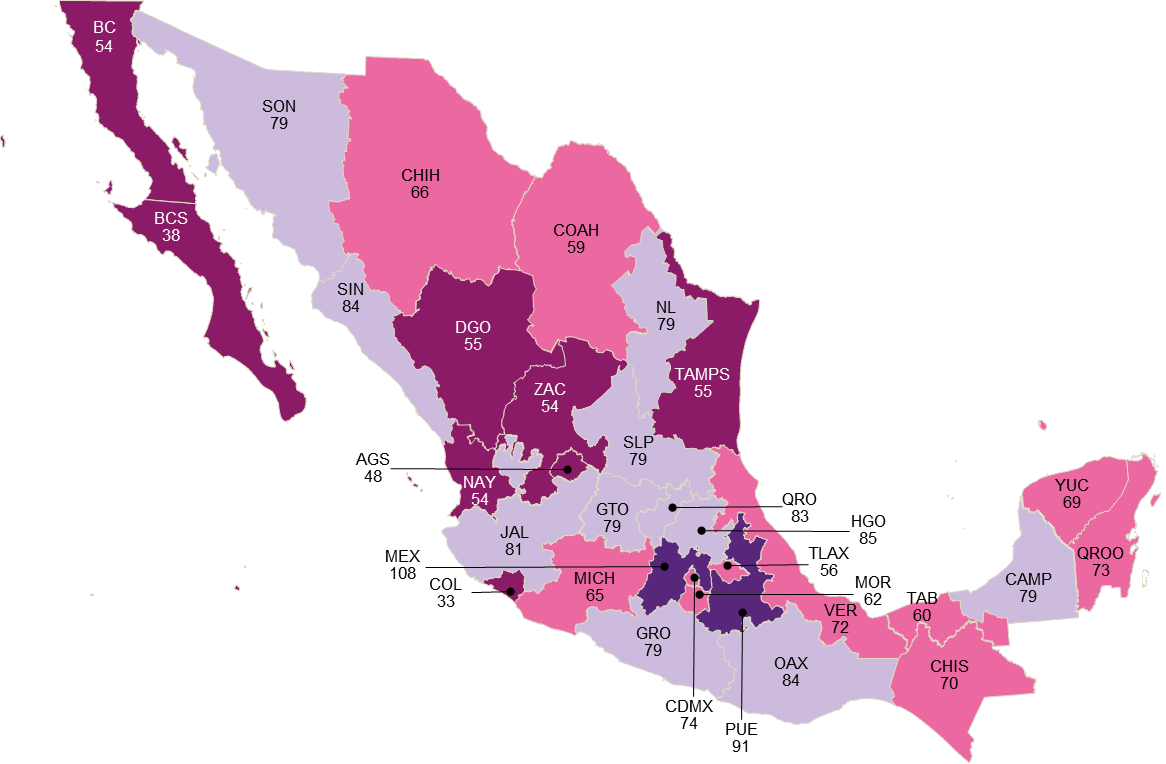 BC
54
SON
79
CHIH
66
BCS
38
COAH
59
SIN
84
NL
79
DGO
55
TAMPS
55
ZAC
54
SLP
79
AGS
48
NAY
54
YUC
69
QRO
83
GTO
79
HGO
85
JAL
81
QROO
73
TLAX
56
MEX
108
MICH
65
CAMP
79
COL
33
MOR
62
TAB
60
VER
72
GRO
79
OAX
84
CHIS
70
CDMX
74
PUE
91